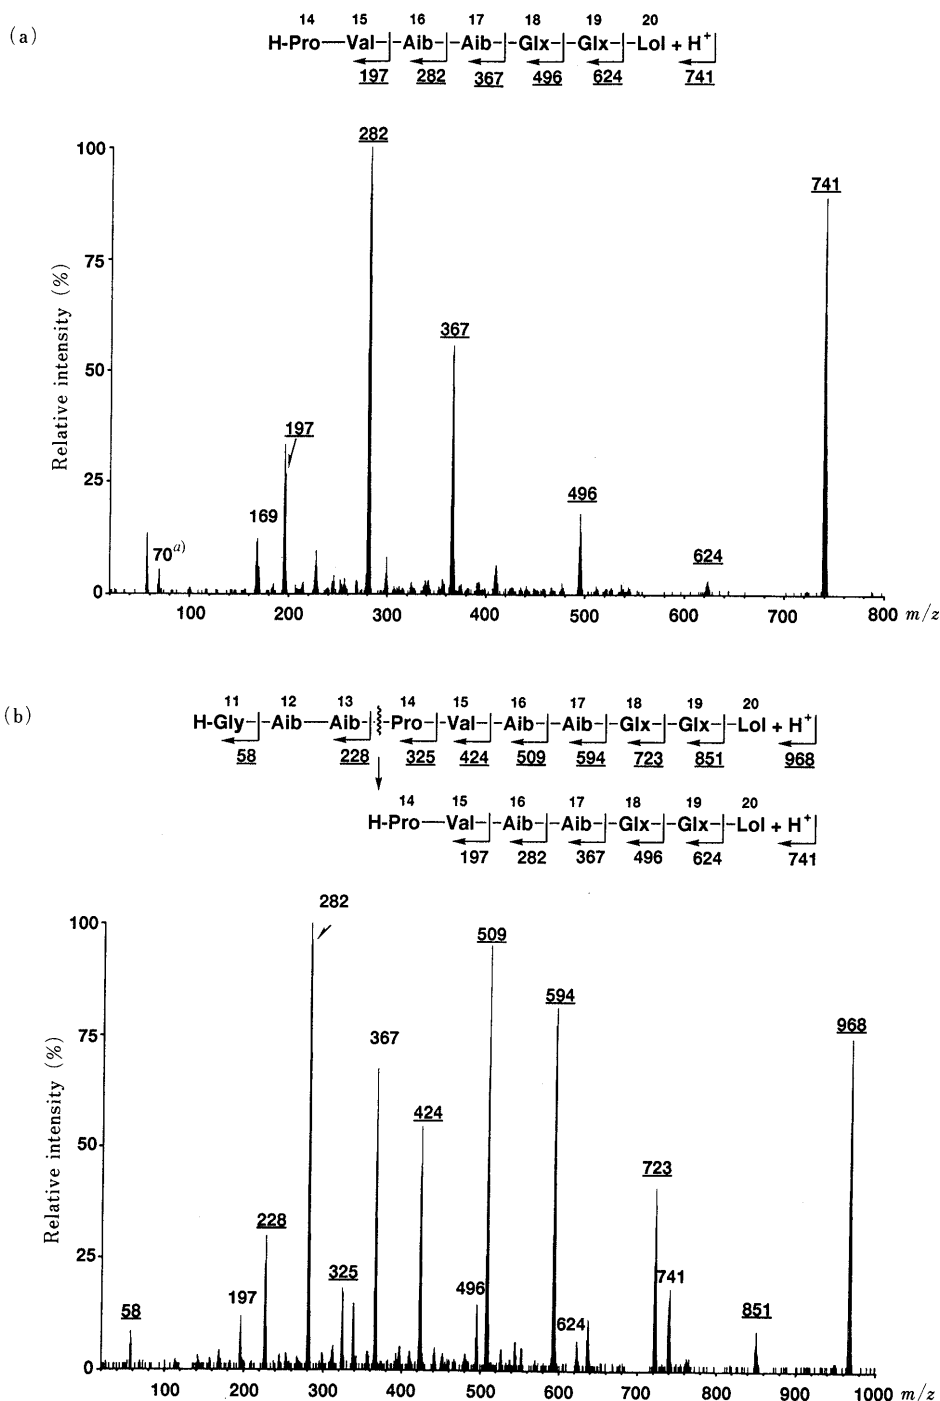 (a)
14 15 16 17 18 19 20
H-Pro—Val-Aib-Aib-Glx-Glx-Lol + H+
197 282 367 496 624 741
282
741
367
197
496
169
624
70a)
100
75
50
25
0
Relative intensity (%)
100 200 300 400 500 600 700 800 m/z
(b)
11 12 13 14 15 16 17 18 19 20
H-Gly-Aib—Aib-Pro-Val-Aib-Aib-Glx-Glx-Lol + H+
58 228 325 424 509 594 723 851 968
14 15 16 17 18 19 20
H-Pro—Val-Aib-Aib-Glx-Glx-Lol + H+
197 282 367 496 624 741
282
509
594
968
367
424
723
228
325
197
496
741
58
624
851
100
75
50
25
0
Relative intensity (%)
100 200 300 400 500 600 700 800 900 1000 m/z